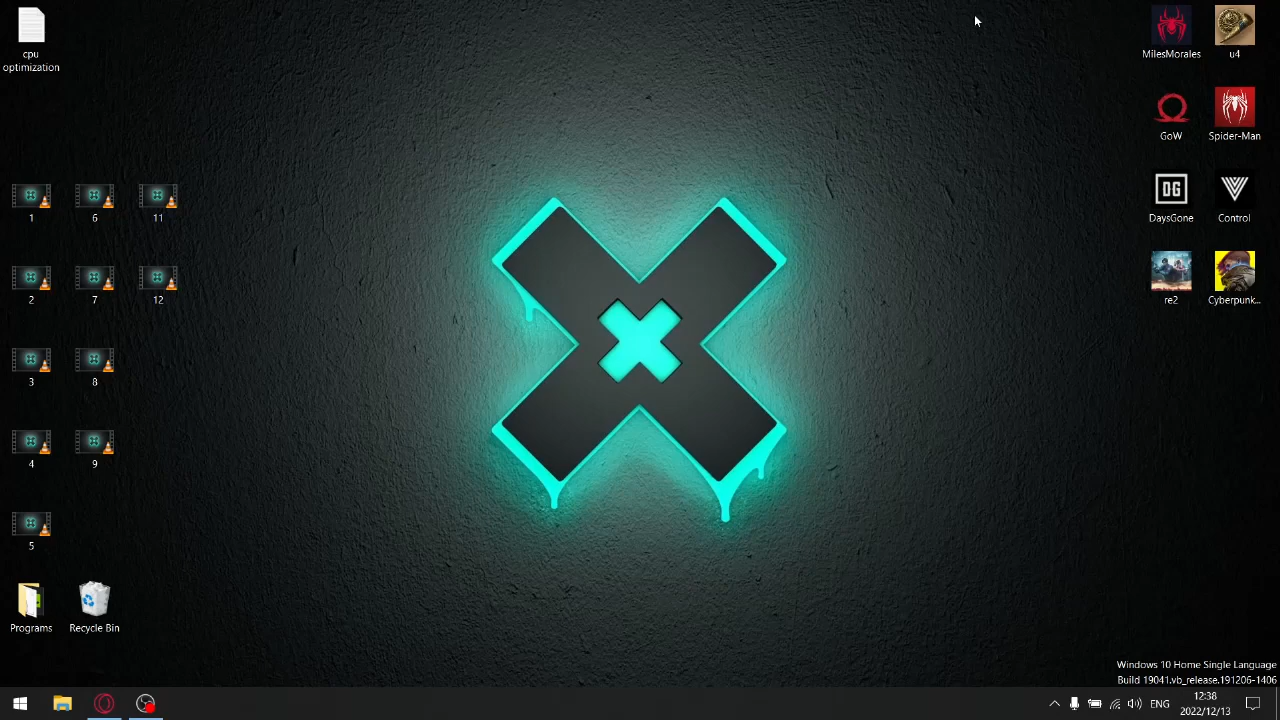 cpu
optimization
1
6
11
2
7
12
3
8
4
9
5
Programs
Recycle Bin
MilesMorales
u4
GoW
Spider-Man
DG
DaysGone
Control
re2
Cyberpunk...
Windows 10 Home Single Language
Build 19041.vb_release.191206-1406
ENG
12:38
2022/12/13